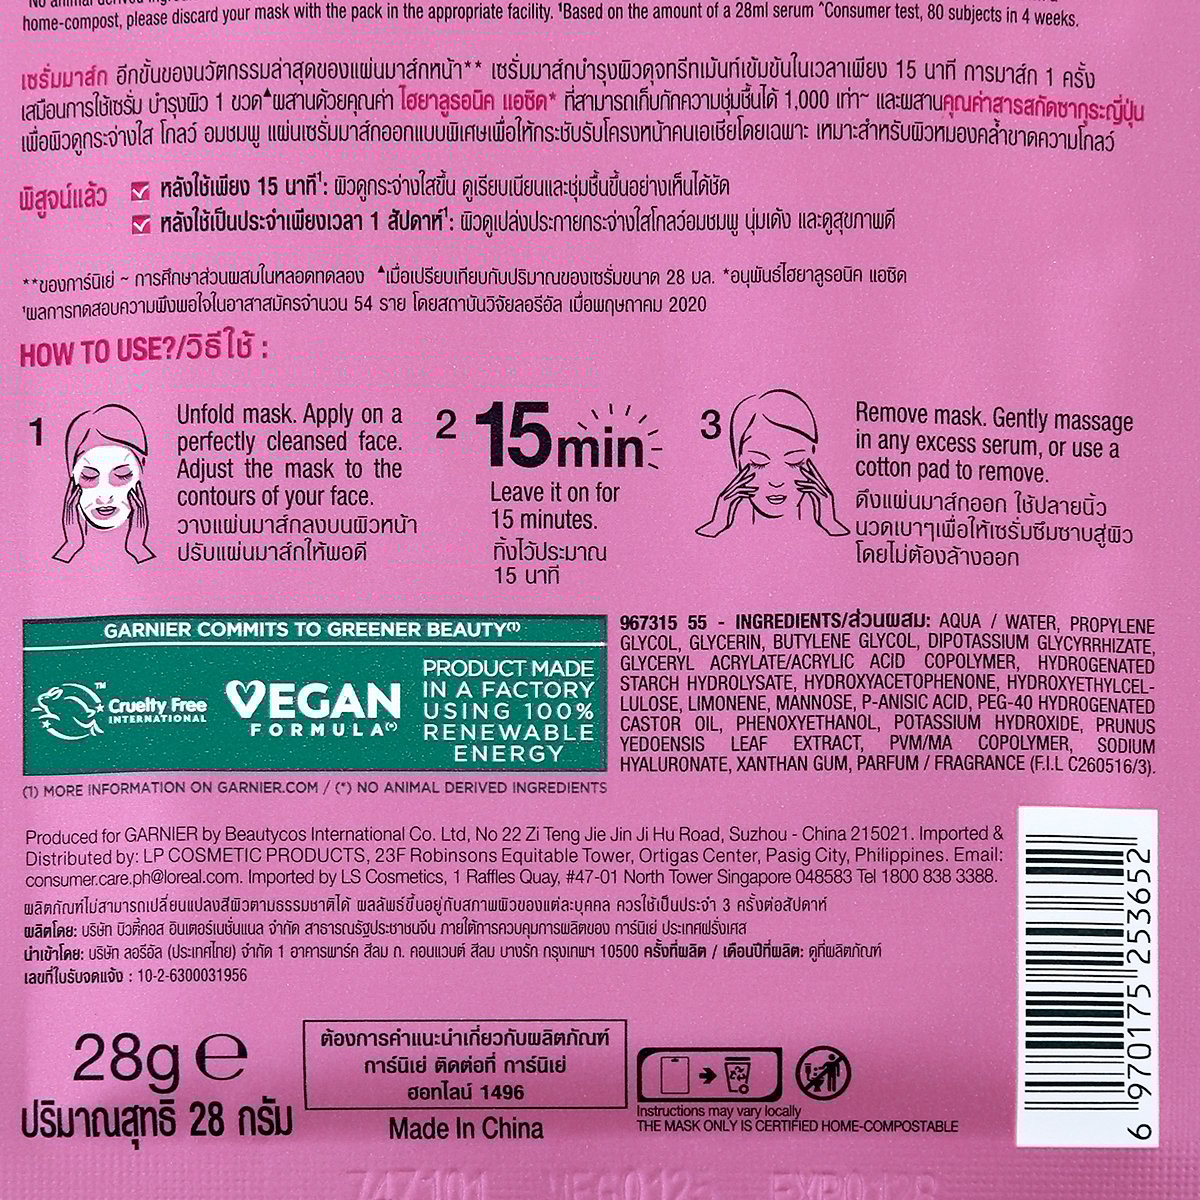 home-compost, please discard your mask with the pack in the appropriate facility. ¹Based on the amount of a 28ml serum ^Consumer test, 80 subjects in 4 weeks.
เซรั่มมาส์ก อีกขั้นของนวัตกรรมล่าสุดของแผ่นมาส์กหน้า** เซรั่มมาส์กบำรุงผิวดุจทรีทเม้นท์เข้มข้นในเวลาเพียง 15 นาที การมาส์ก 1 ครั้ง
เสมือนการใช้เซรั่ม บำรุงผิว 1 ขวด▲ผสานด้วยคุณค่า ไฮยาลูรอนิค แอซิด* ที่สามารถเก็บกักความชุ่มชื้นได้ 1,000 เท่า~ และผสานคุณค่าสารสกัดซากุระญี่ปุ่น
เพื่อผิวดูกระจ่างใส โกลว์ อมชมพู แผ่นเซรั่มมาส์กออกแบบพิเศษเพื่อให้กระชับรับโครงหน้าคนเอเชียโดยเฉพาะ เหมาะสำหรับผิวหมองคล้ำขาดความโกลว์
พิสูจน์แล้ว
หลังใช้เพียง 15 นาที¹: ผิวดูกระจ่างใสขึ้น ดูเรียบเนียนและชุ่มชื้นขึ้นอย่างเห็นได้ชัด
หลังใช้เป็นประจำเพียงเวลา 1 สัปดาห์¹: ผิวดูเปล่งประกายกระจ่างใสโกลว์อมชมพู นุ่มเด้ง และดูสุขภาพดี
**ของการ์นิเย่ ~ การศึกษาส่วนผสมในหลอดทดลอง ▲เมื่อเปรียบเทียบกับปริมาณของเซรั่มขนาด 28 มล. *อนุพันธ์ไฮยาลูรอนิค แอซิด
¹ผลการทดสอบความพึงพอใจในอาสาสมัครจำนวน 54 ราย โดยสถาบันวิจัยลอรีอัล เมื่อพฤษภาคม 2020
HOW TO USE?/วิธีใช้ :
1
Unfold mask. Apply on a
perfectly cleansed face.
Adjust the mask to the
contours of your face.
วางแผ่นมาส์กลงบนผิวหน้า
ปรับแผ่นมาส์กให้พอดี
2 15min
Leave it on for
15 minutes.
ทิ้งไว้ประมาณ
15 นาที
3
Remove mask. Gently massage
in any excess serum, or use a
cotton pad to remove.
ดึงแผ่นมาส์กออก ใช้ปลายนิ้ว
นวดเบาๆเพื่อให้เซรั่มซึมซาบสู่ผิว
โดยไม่ต้องล้างออก
GARNIER COMMITS TO GREENER BEAUTY(1)
Cruelty Free
INTERNATIONAL
TM
VEGAN
FORMULA(*)
PRODUCT MADE
IN A FACTORY
USING 100%
RENEWABLE
ENERGY
(1) MORE INFORMATION ON GARNIER.COM / (*) NO ANIMAL DERIVED INGREDIENTS
967315 55 - INGREDIENTS/ส่วนผสม: AQUA / WATER, PROPYLENE
GLYCOL, GLYCERIN, BUTYLENE GLYCOL, DIPOTASSIUM GLYCYRRHIZATE,
GLYCERYL ACRYLATE/ACRYLIC ACID COPOLYMER, HYDROGENATED
STARCH HYDROLYSATE, HYDROXYACETOPHENONE, HYDROXYETHYLCEL-
LULOSE, LIMONENE, MANNOSE, P-ANISIC ACID, PEG-40 HYDROGENATED
CASTOR OIL, PHENOXYETHANOL, POTASSIUM HYDROXIDE, PRUNUS
YEDOENSIS LEAF EXTRACT, PVM/MA COPOLYMER, SODIUM
HYALURONATE, XANTHAN GUM, PARFUM / FRAGRANCE (F.I.L C260516/3).
Produced for GARNIER by Beautycos International Co. Ltd, No 22 Zi Teng Jie Jin Ji Hu Road, Suzhou - China 215021. Imported &
Distributed by: LP COSMETIC PRODUCTS, 23F Robinsons Equitable Tower, Ortigas Center, Pasig City, Philippines. Email:
consumer.care.ph@loreal.com. Imported by LS Cosmetics, 1 Raffles Quay, #47-01 North Tower Singapore 048583 Tel 1800 838 3388.
ผลิตภัณฑ์ไม่สามารถเปลี่ยนแปลงสีผิวตามธรรมชาติได้ ผลลัพธ์ขึ้นอยู่กับสภาพผิวของแต่ละบุคคล ควรใช้เป็นประจำ 3 ครั้งต่อสัปดาห์
ผลิตโดย: บริษัท บิวตี้คอส อินเตอร์เนชั่นแนล จำกัด สาธารณรัฐประชาชนจีน ภายใต้การควบคุมการผลิตของ การ์นิเย่ ประเทศฝรั่งเศส
นำเข้าโดย: บริษัท ลอรีอัล (ประเทศไทย) จำกัด 1 อาคารพาร์ค สีลม ถ. คอนแวนต์ สีลม บางรัก กรุงเทพฯ 10500 ครั้งที่ผลิต / เดือนปีที่ผลิต: ดูที่ผลิตภัณฑ์
เลขที่ใบรับจดแจ้ง : 10-2-6300031956
28g e
ปริมาณสุทธิ 28 กรัม
ต้องการคำแนะนำเกี่ยวกับผลิตภัณฑ์
การ์นิเย่ ติดต่อที่ การ์นิเย่
ฮอทไลน์ 1496
Made In China
Instructions may vary locally
THE MASK ONLY IS CERTIFIED HOME-COMPOSTABLE
6 970175 253652